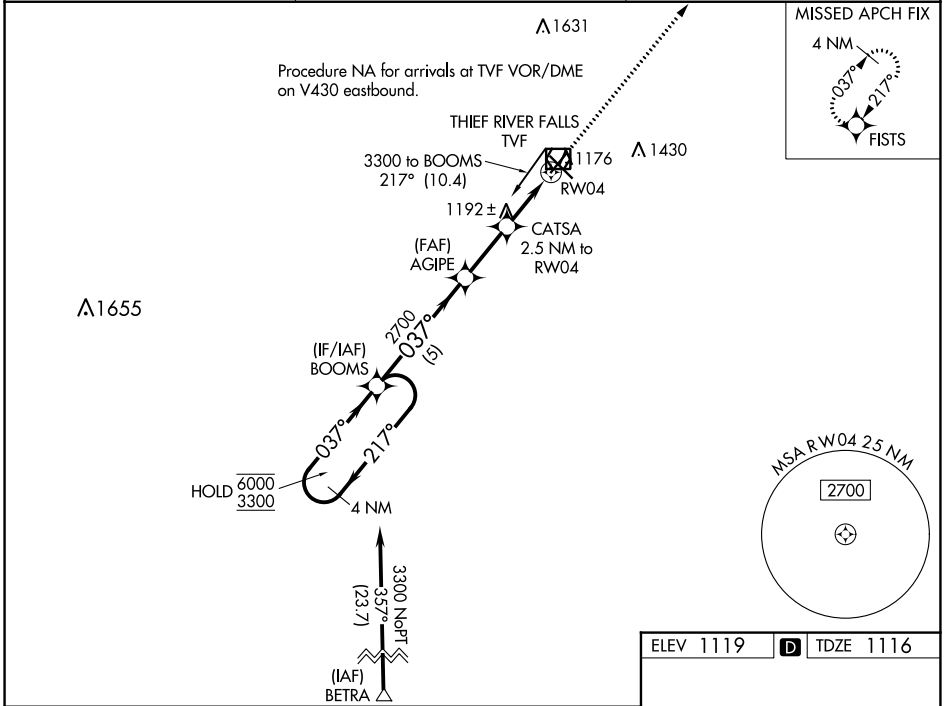 1631
MISSED APCH FIX
4 NM
037°
217°
FISTS
Procedure NA for arrivals at TVF VOR/DME
on V430 eastbound.
THIEF RIVER FALLS
TVF
1176
1430
3300 to BOOMS
217° (10.4)
RW04
1192 ±
CATSA
2.5 NM to
RW04
(FAF)
AGIPE
1655
2700
037°
(5)
(IF/IAF)
BOOMS
037°
217°
HOLD 6000
3300
4 NM
MSA RW04 25 NM
2700
3300 NoPT
357°
(23.7)
(IAF)
BETRA
ELEV 1119 D TDZE 1116